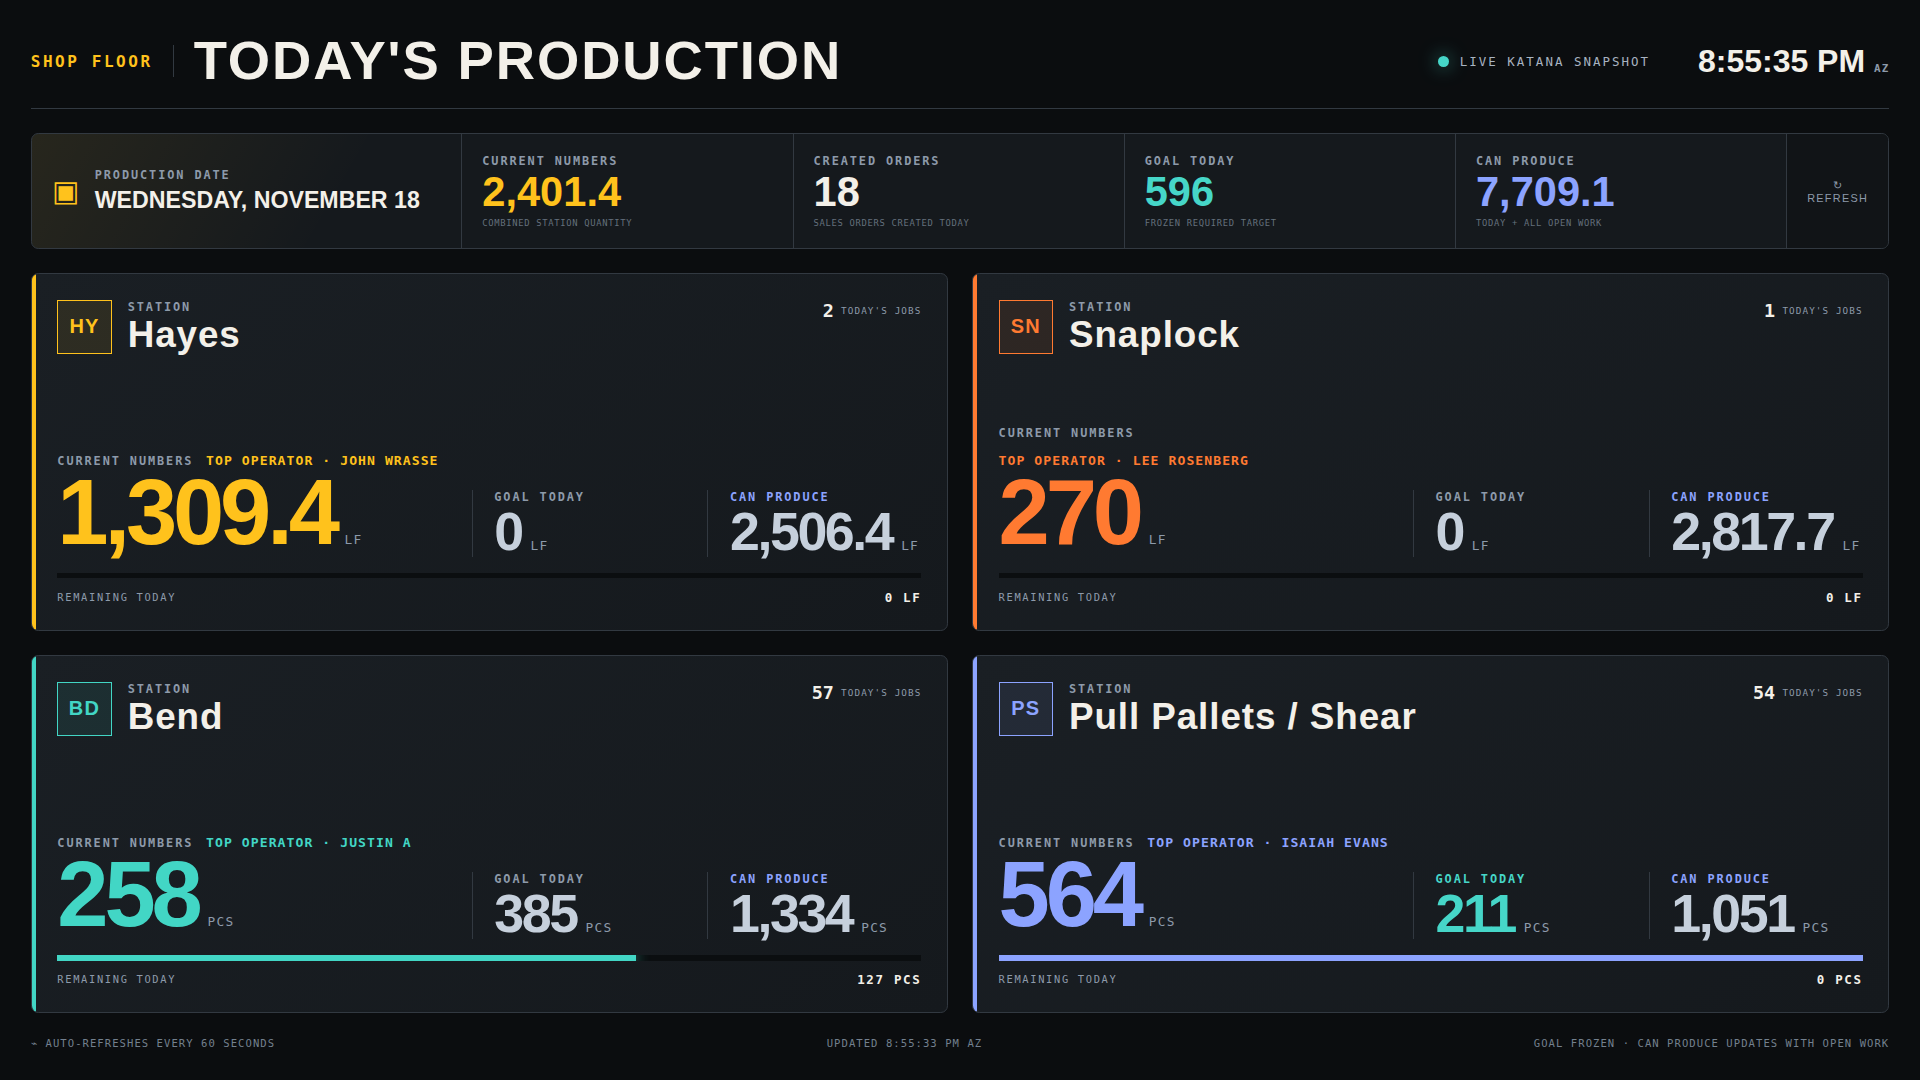 SHOP FLOOR
TODAY'S PRODUCTION
LIVE KATANA SNAPSHOT
8:55:35 PM AZ
PRODUCTION DATE
WEDNESDAY, NOVEMBER 18
CURRENT NUMBERS
2,401.4
COMBINED STATION QUANTITY
CREATED ORDERS
18
SALES ORDERS CREATED TODAY
GOAL TODAY
596
FROZEN REQUIRED TARGET
CAN PRODUCE
7,709.1
TODAY + ALL OPEN WORK
↻
REFRESH
HY
STATION
Hayes
2 TODAY'S JOBS
CURRENT NUMBERS TOP OPERATOR · JOHN WRASSE
1,309.4 LF
GOAL TODAY
0 LF
CAN PRODUCE
2,506.4 LF
REMAINING TODAY
0 LF
SN
STATION
Snaplock
1 TODAY'S JOBS
CURRENT NUMBERS
TOP OPERATOR · LEE ROSENBERG
270 LF
GOAL TODAY
0 LF
CAN PRODUCE
2,817.7 LF
REMAINING TODAY
0 LF
BD
STATION
Bend
57 TODAY'S JOBS
CURRENT NUMBERS TOP OPERATOR · JUSTIN A
258 PCS
GOAL TODAY
385 PCS
CAN PRODUCE
1,334 PCS
REMAINING TODAY
127 PCS
PS
STATION
Pull Pallets / Shear
54 TODAY'S JOBS
CURRENT NUMBERS TOP OPERATOR · ISAIAH EVANS
564 PCS
GOAL TODAY
211 PCS
CAN PRODUCE
1,051 PCS
REMAINING TODAY
0 PCS
AUTO-REFRESHES EVERY 60 SECONDS
UPDATED 8:55:33 PM AZ
GOAL FROZEN · CAN PRODUCE UPDATES WITH OPEN WORK